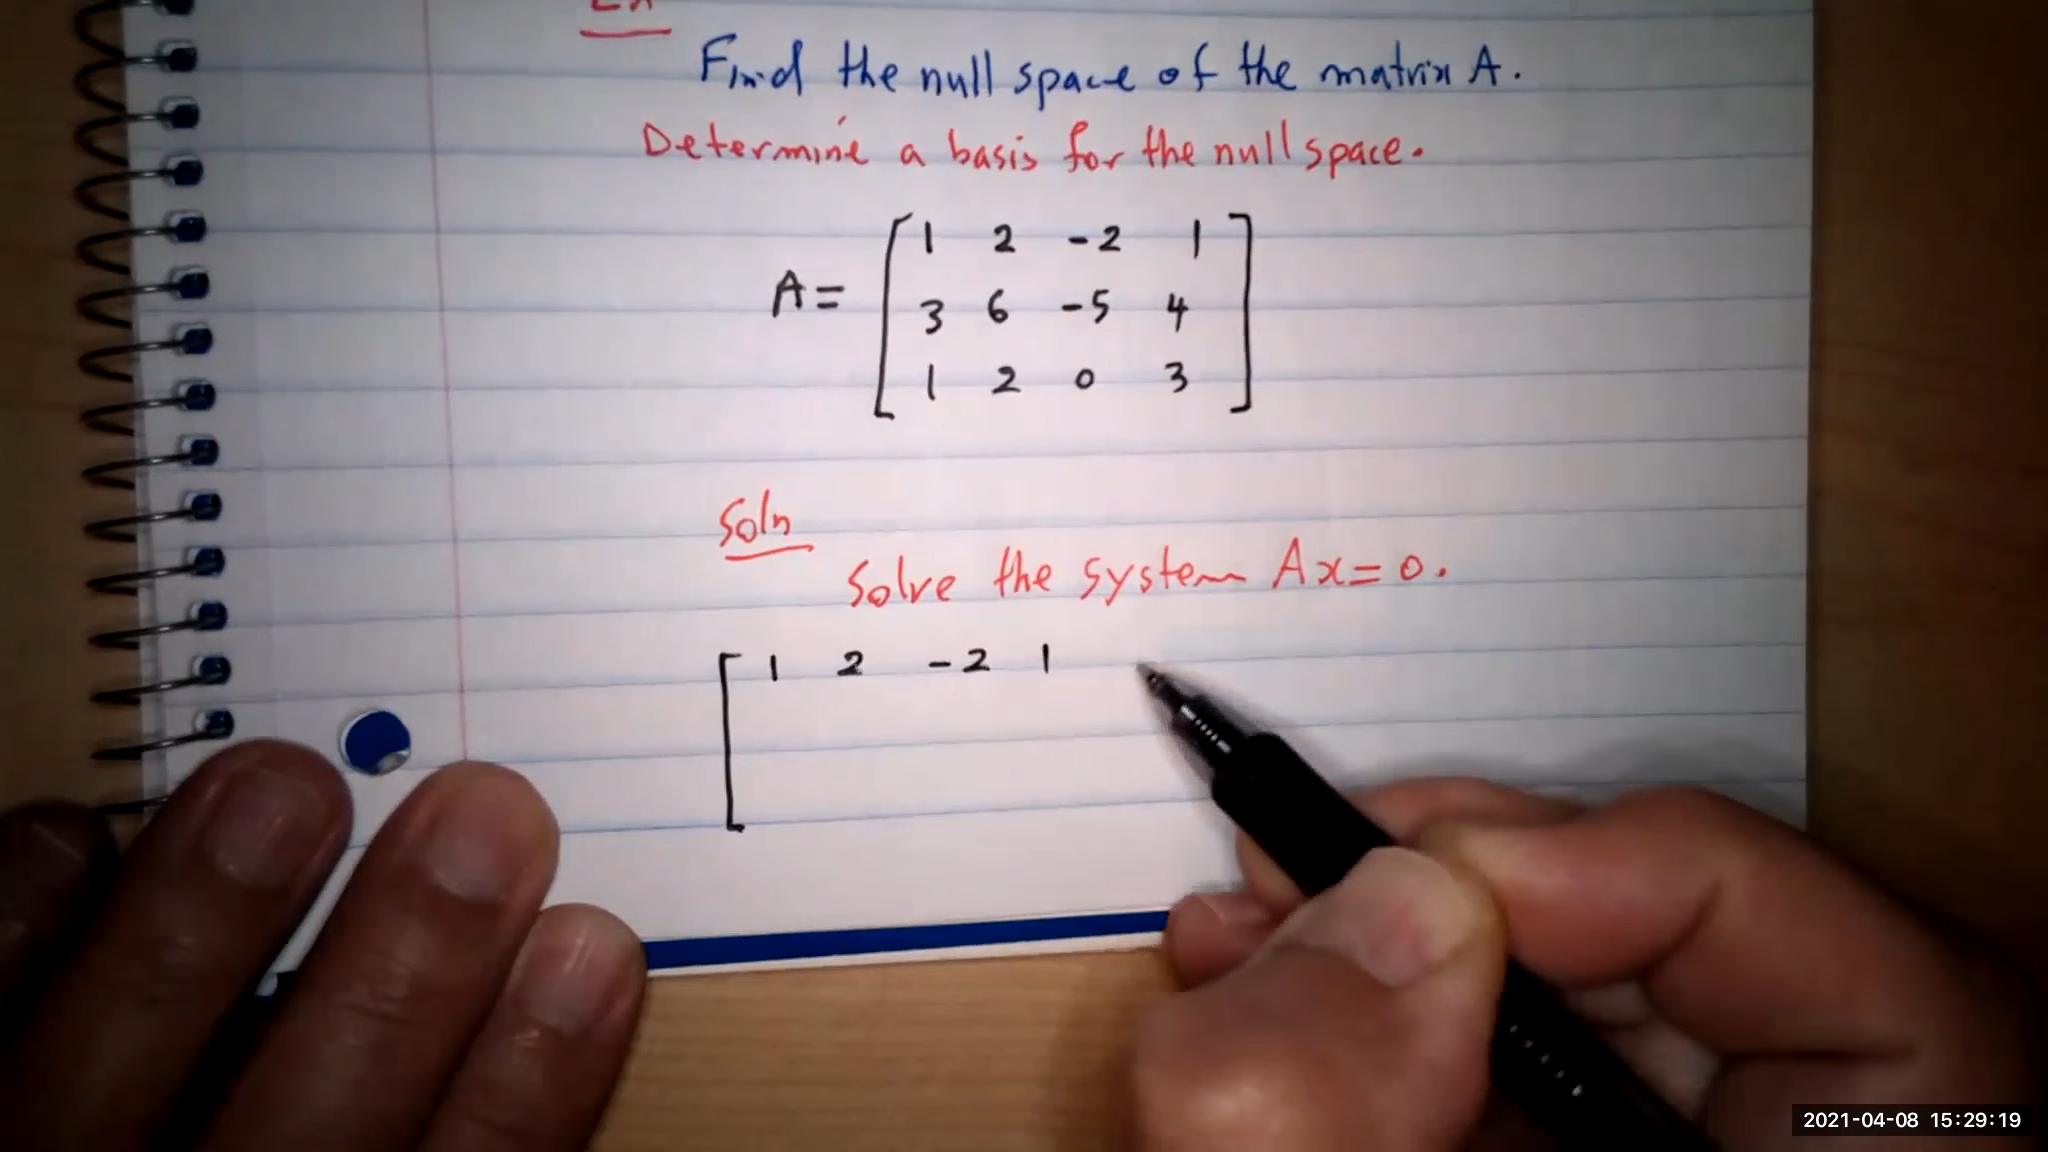 Ex
Find the null space of the matrix A.
Determine a basis for the null space.
A = [ 1 2 -2 1
3 6 -5 4
1 2 0 3 ]
Soln
Solve the system Ax = 0.
[ 1 2 -2 1
2021-04-08 15:29:19